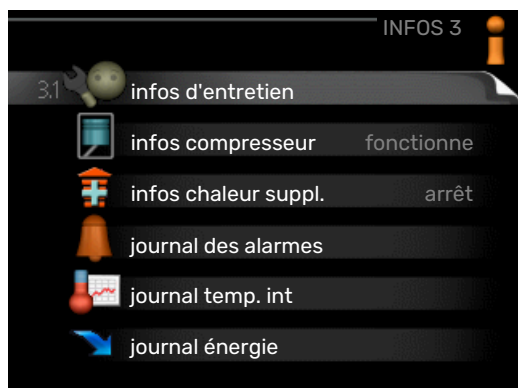 INFOS 3
3.1 infos d'entretien
infos compresseur fonctionne
infos chaleur suppl. arrêt
journal des alarmes
journal temp. int
journal énergie